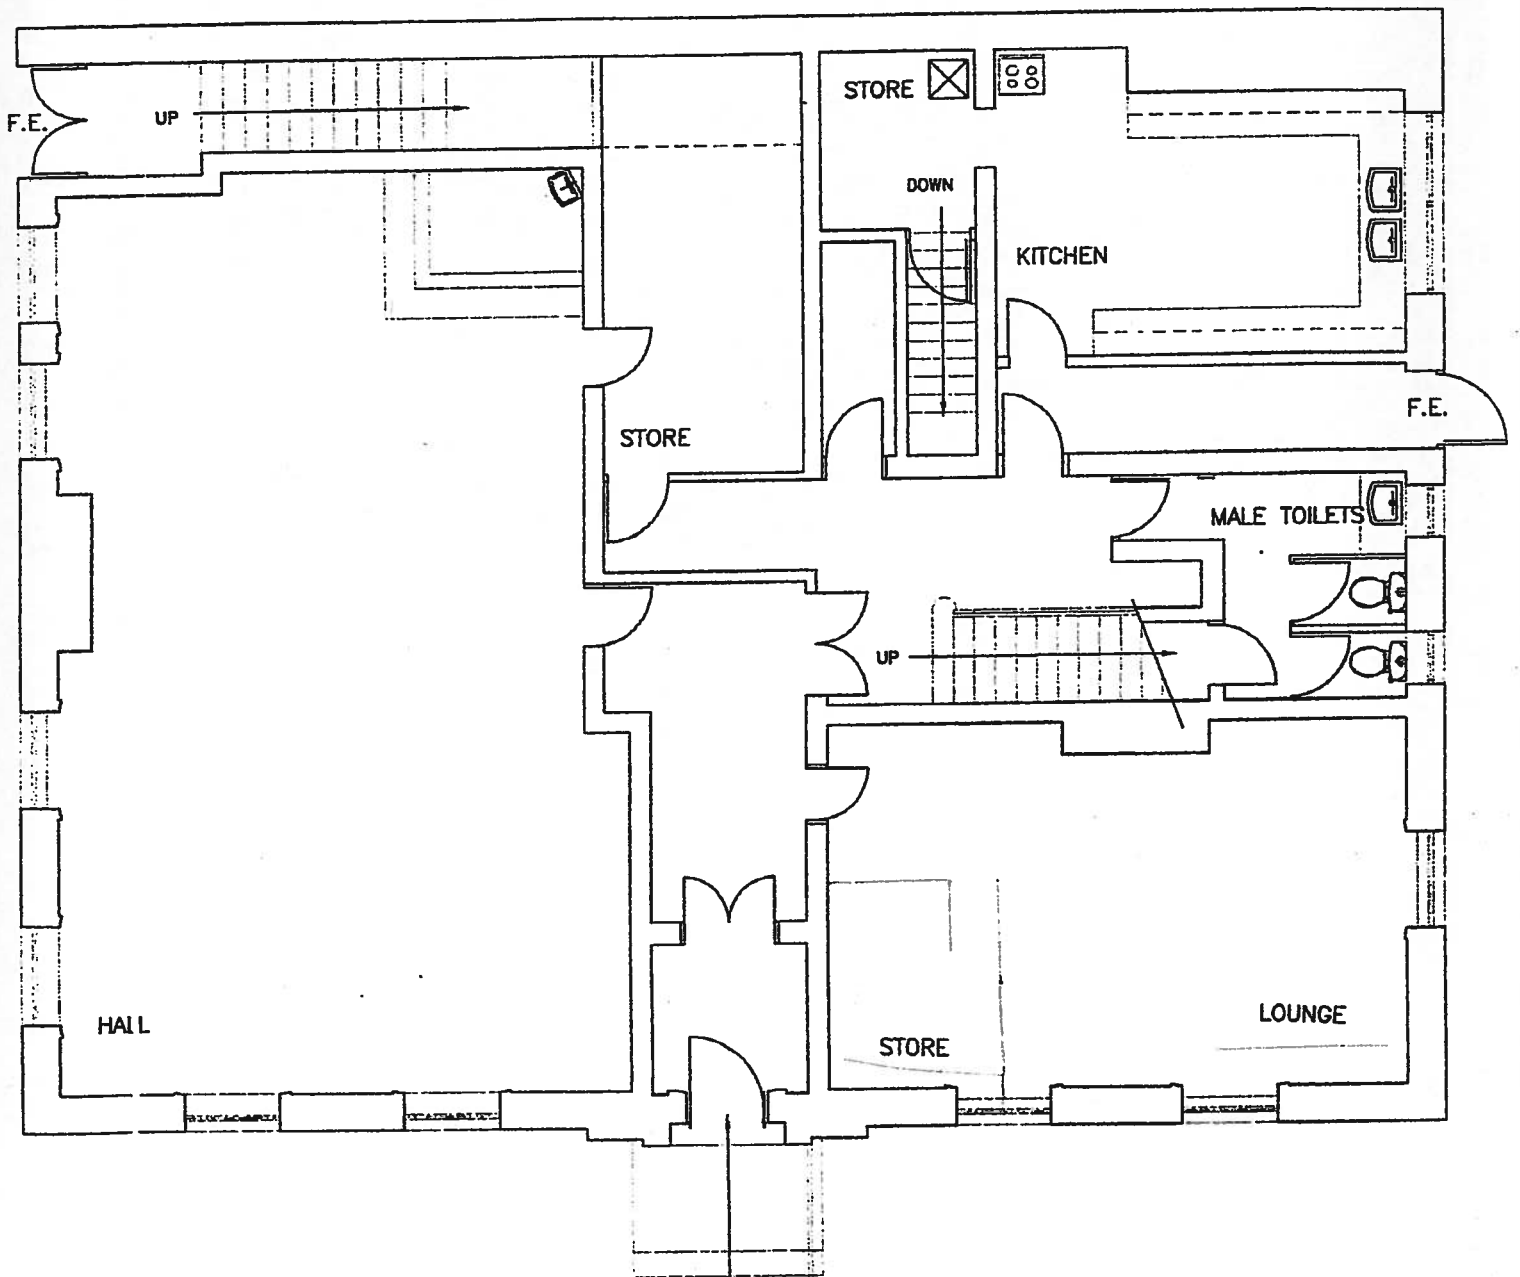 STORE
F.E.
UP
DOWN
KITCHEN
F.E.
STORE
MALE TOILETS
UP
HALL
LOUNGE
STORE